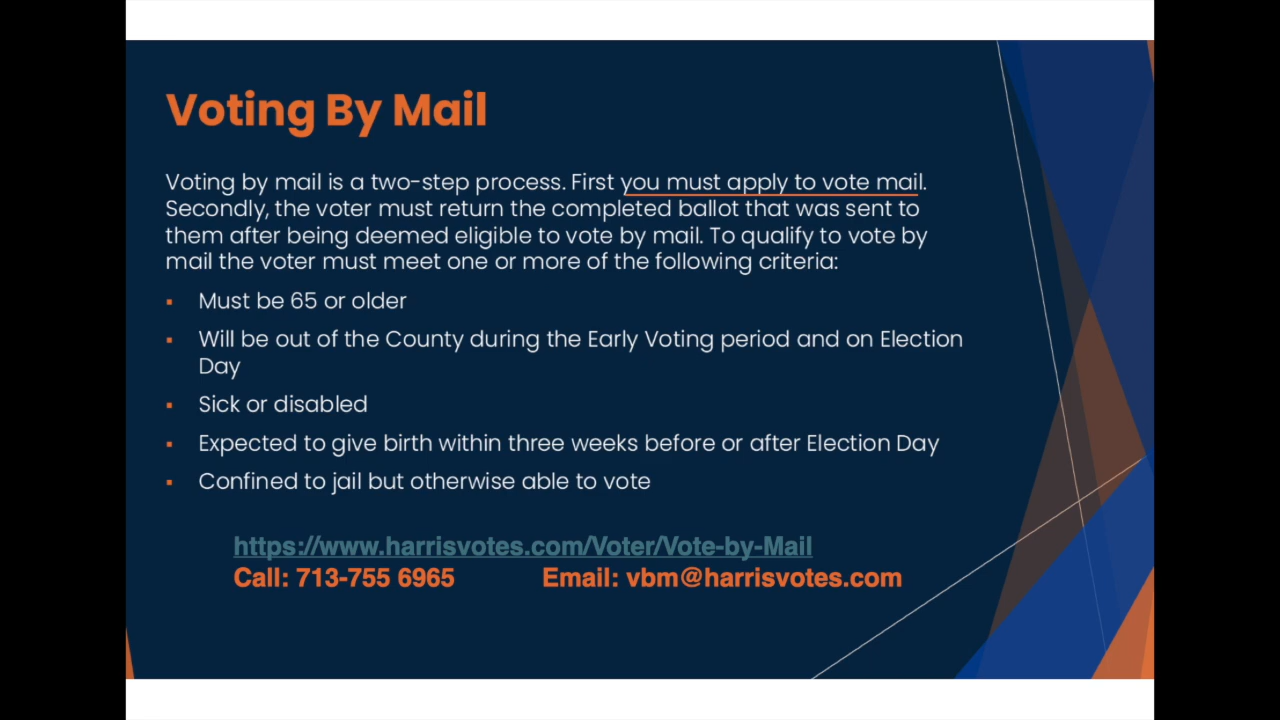 Voting By Mail
Voting by mail is a two-step process. First you must apply to vote mail.
Secondly, the voter must return the completed ballot that was sent to
them after being deemed eligible to vote by mail. To qualify to vote by
mail the voter must meet one or more of the following criteria:
▪ Must be 65 or older
▪ Will be out of the County during the Early Voting period and on Election
Day
▪ Sick or disabled
▪ Expected to give birth within three weeks before or after Election Day
▪ Confined to jail but otherwise able to vote
https://www.harrisvotes.com/Voter/Vote-by-Mail
Call: 713-755 6965 Email: vbm@harrisvotes.com